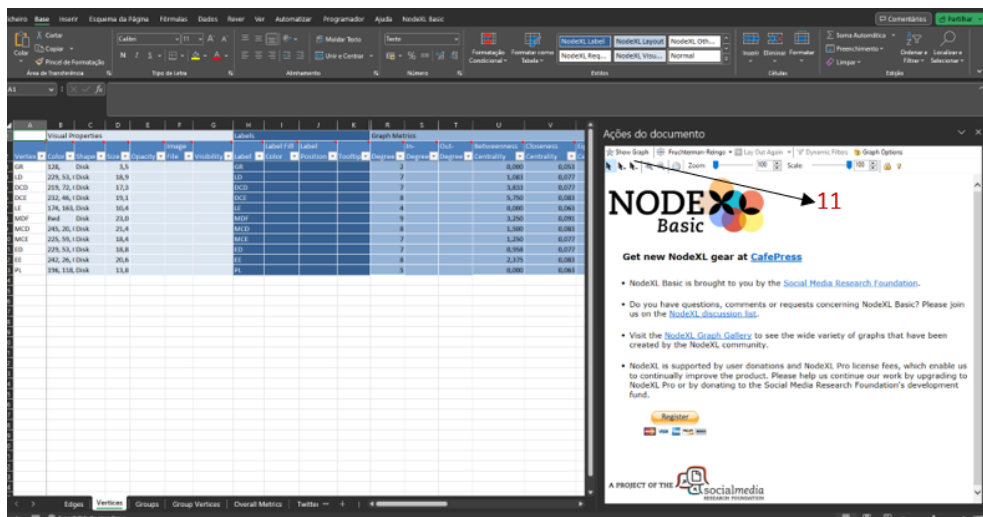 Ficheiro Base Inserir Esquema da Página Fórmulas Dados Rever Ver Automatizar Programador Ajuda NodeXL Basic Comentários Partilhar
Colar Cortar Copiar Pincel de Formatação
Calibri 11 Moldar Texto Unir e Centrar Texto
Formatação Condicional Formatar como Tabela
NodeXL Label NodeXL Layout NodeXL Oth...
NodeXL Req... NodeXL Visu... Normal
Inserir Eliminar Formatar
Soma Automática Preenchimento Limpar
Ordenar e Filtrar Localizar e Selecionar
Área de Transferência Tipo de Letra Alinhamento Número Estilos Células Edição
A1
A B C D E F G H I J K R S T U V
Visual Properties Labels Graph Metrics
Vertex Color Shape Size Opacity Image File Visibility Label Label Fill Color Label Position Tooltip Degree In-Degree Out-Degree Betweenness Centrality Closeness Centrality
GR 128, Disk 3,5 GR 2 0,000 0,053
LD 229, 53, Disk 18,9 LD 1,083 0,077
DCD 219, 72, Disk 17,3 DCD 7 3,833 0,077
DCE 232, 46, Disk 19,1 DCE 8 5,750 0,083
LE 174, 163, Disk 10,4 LE 4 0,000 0,063
MDF Red Disk 23,0 MDF 9 3,250 0,091
MCD 245, 20, Disk 21,4 MCD 8 1,500 0,083
MCE 225, 59, Disk 18,4 MCE 7 1,250 0,077
ED 229, 53, Disk 18,8 ED 7 0,958 0,077
EE 242, 26, Disk 20,6 EE 8 2,375 0,083
PL 196, 118, Disk 13,8 PL 5 0,000 0,063
Ações do documento
Show Graph Fruchterman-Reingo Lay Out Again Dynamic Filters Graph Options
Zoom 100 Scale 100
11
NODEXL
Basic
Get new NodeXL gear at CafePress
• NodeXL Basic is brought to you by the Social Media Research Foundation.
• Do you have questions, comments or requests concerning NodeXL Basic? Please join
us on the NodeXL discussion list.
• Visit the NodeXL Graph Gallery to see the wide variety of graphs that have been
created by the NodeXL community.
• NodeXL is supported by user donations and NodeXL Pro license fees, which enable us
to continually improve the product. Please help us continue our work by upgrading to
NodeXL Pro or by donating to the Social Media Research Foundation's development
fund.
Register
A PROJECT OF THE socialmedia
RESEARCH FOUNDATION
Edges Vertices Groups Group Vertices Overall Metrics Twitter